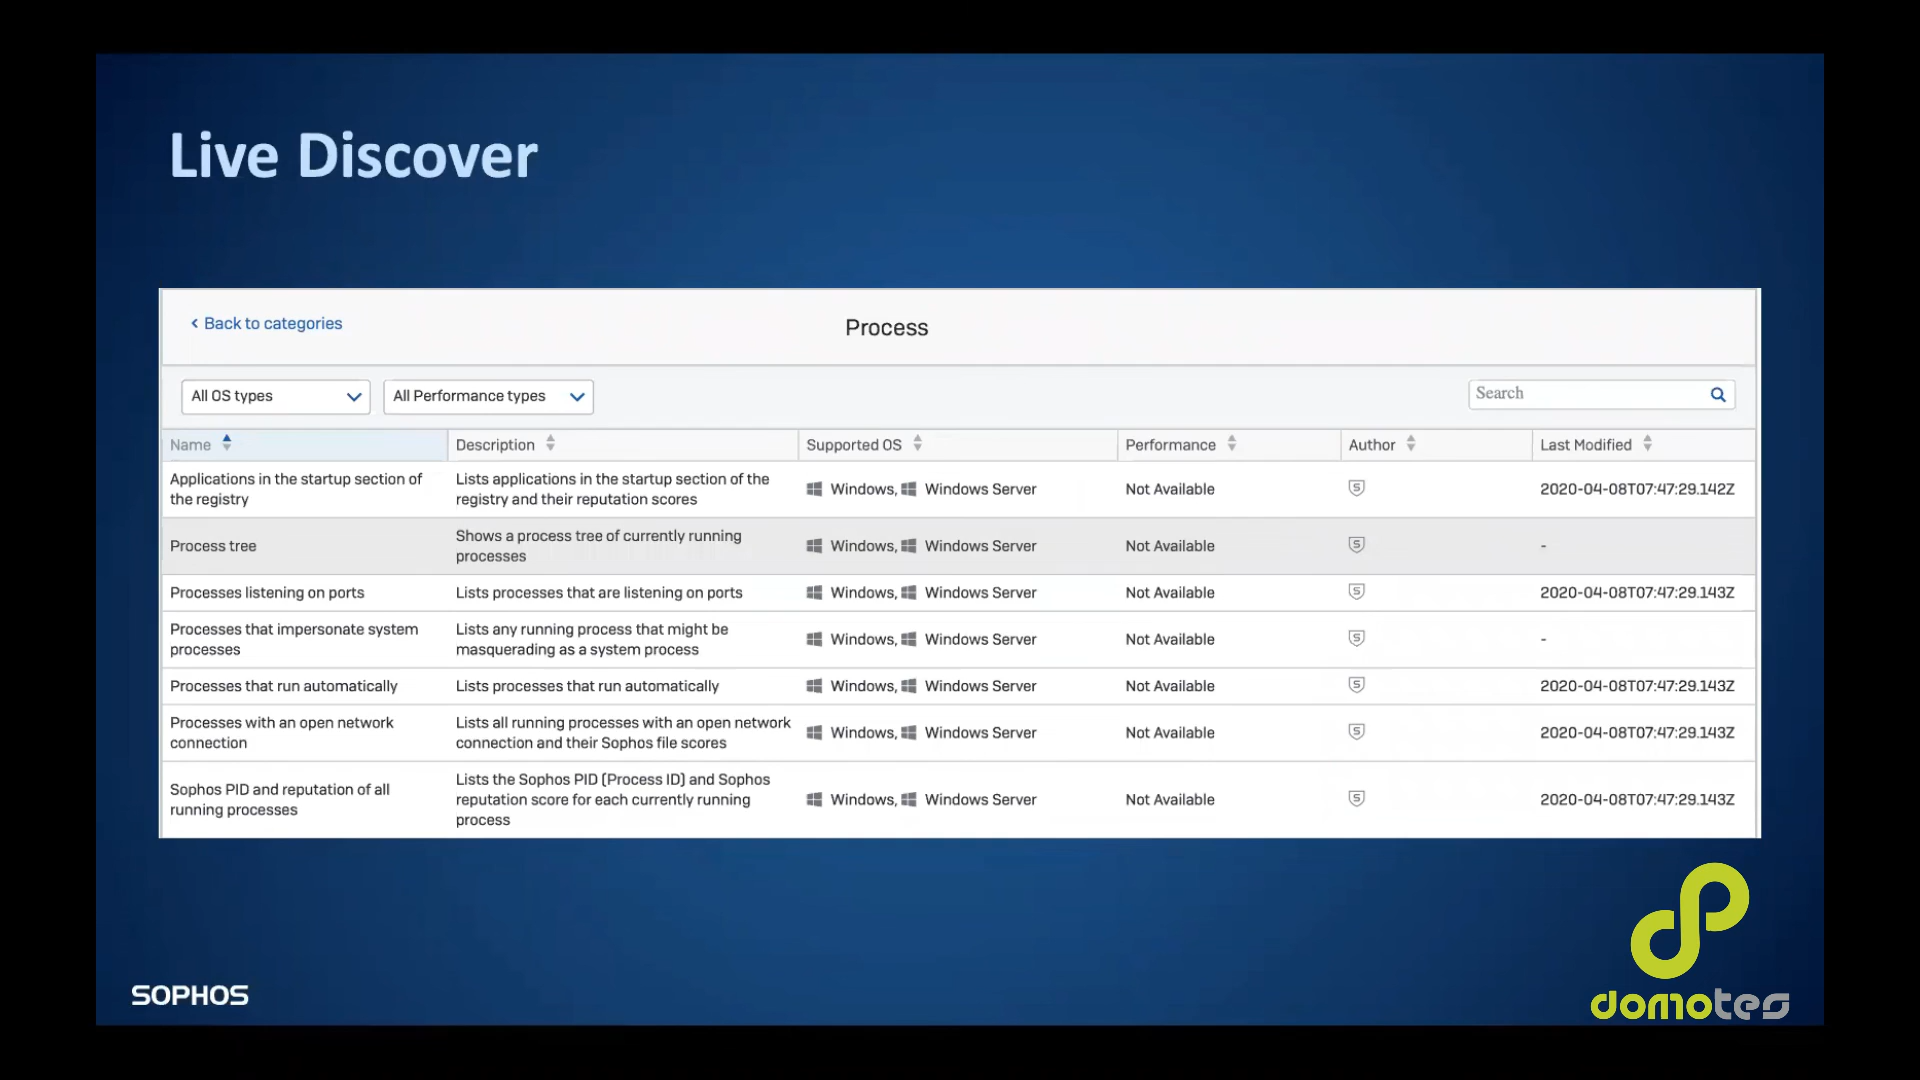 Live Discover
Back to categories
Process
All OS types
All Performance types
Search
Name
Description
Supported OS
Performance
Author
Last Modified
Applications in the startup section of
the registry
Lists applications in the startup section of the
registry and their reputation scores
Windows, Windows Server
Not Available
2020-04-08T07:47:29.142Z
Process tree
Shows a process tree of currently running
processes
Windows, Windows Server
Not Available
-
Processes listening on ports
Lists processes that are listening on ports
Windows, Windows Server
Not Available
2020-04-08T07:47:29.143Z
Processes that impersonate system
processes
Lists any running process that might be
masquerading as a system process
Windows, Windows Server
Not Available
-
Processes that run automatically
Lists processes that run automatically
Windows, Windows Server
Not Available
2020-04-08T07:47:29.143Z
Processes with an open network
connection
Lists all running processes with an open network
connection and their Sophos file scores
Windows, Windows Server
Not Available
2020-04-08T07:47:29.143Z
Sophos PID and reputation of all
running processes
Lists the Sophos PID (Process ID) and Sophos
reputation score for each currently running
process
Windows, Windows Server
Not Available
2020-04-08T07:47:29.143Z
SOPHOS
domotes